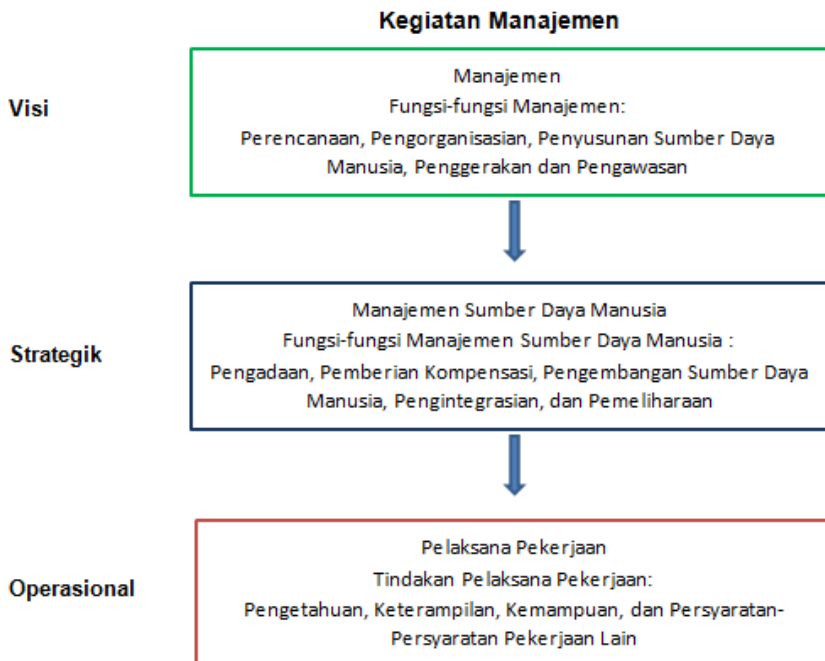 Kegiatan Manajemen
Visi
Manajemen
Fungsi-fungsi Manajemen:
Perencanaan, Pengorganisasian, Penyusunan Sumber Daya
Manusia, Penggerakan dan Pengawasan
Strategik
Manajemen Sumber Daya Manusia
Fungsi-fungsi Manajemen Sumber Daya Manusia :
Pengadaan, Pemberian Kompensasi, Pengembangan Sumber Daya
Manusia, Pengintegrasian, dan Pemeliharaan
Operasional
Pelaksana Pekerjaan
Tindakan Pelaksana Pekerjaan:
Pengetahuan, Keterampilan, Kemampuan, dan Persyaratan-
Persyaratan Pekerjaan Lain